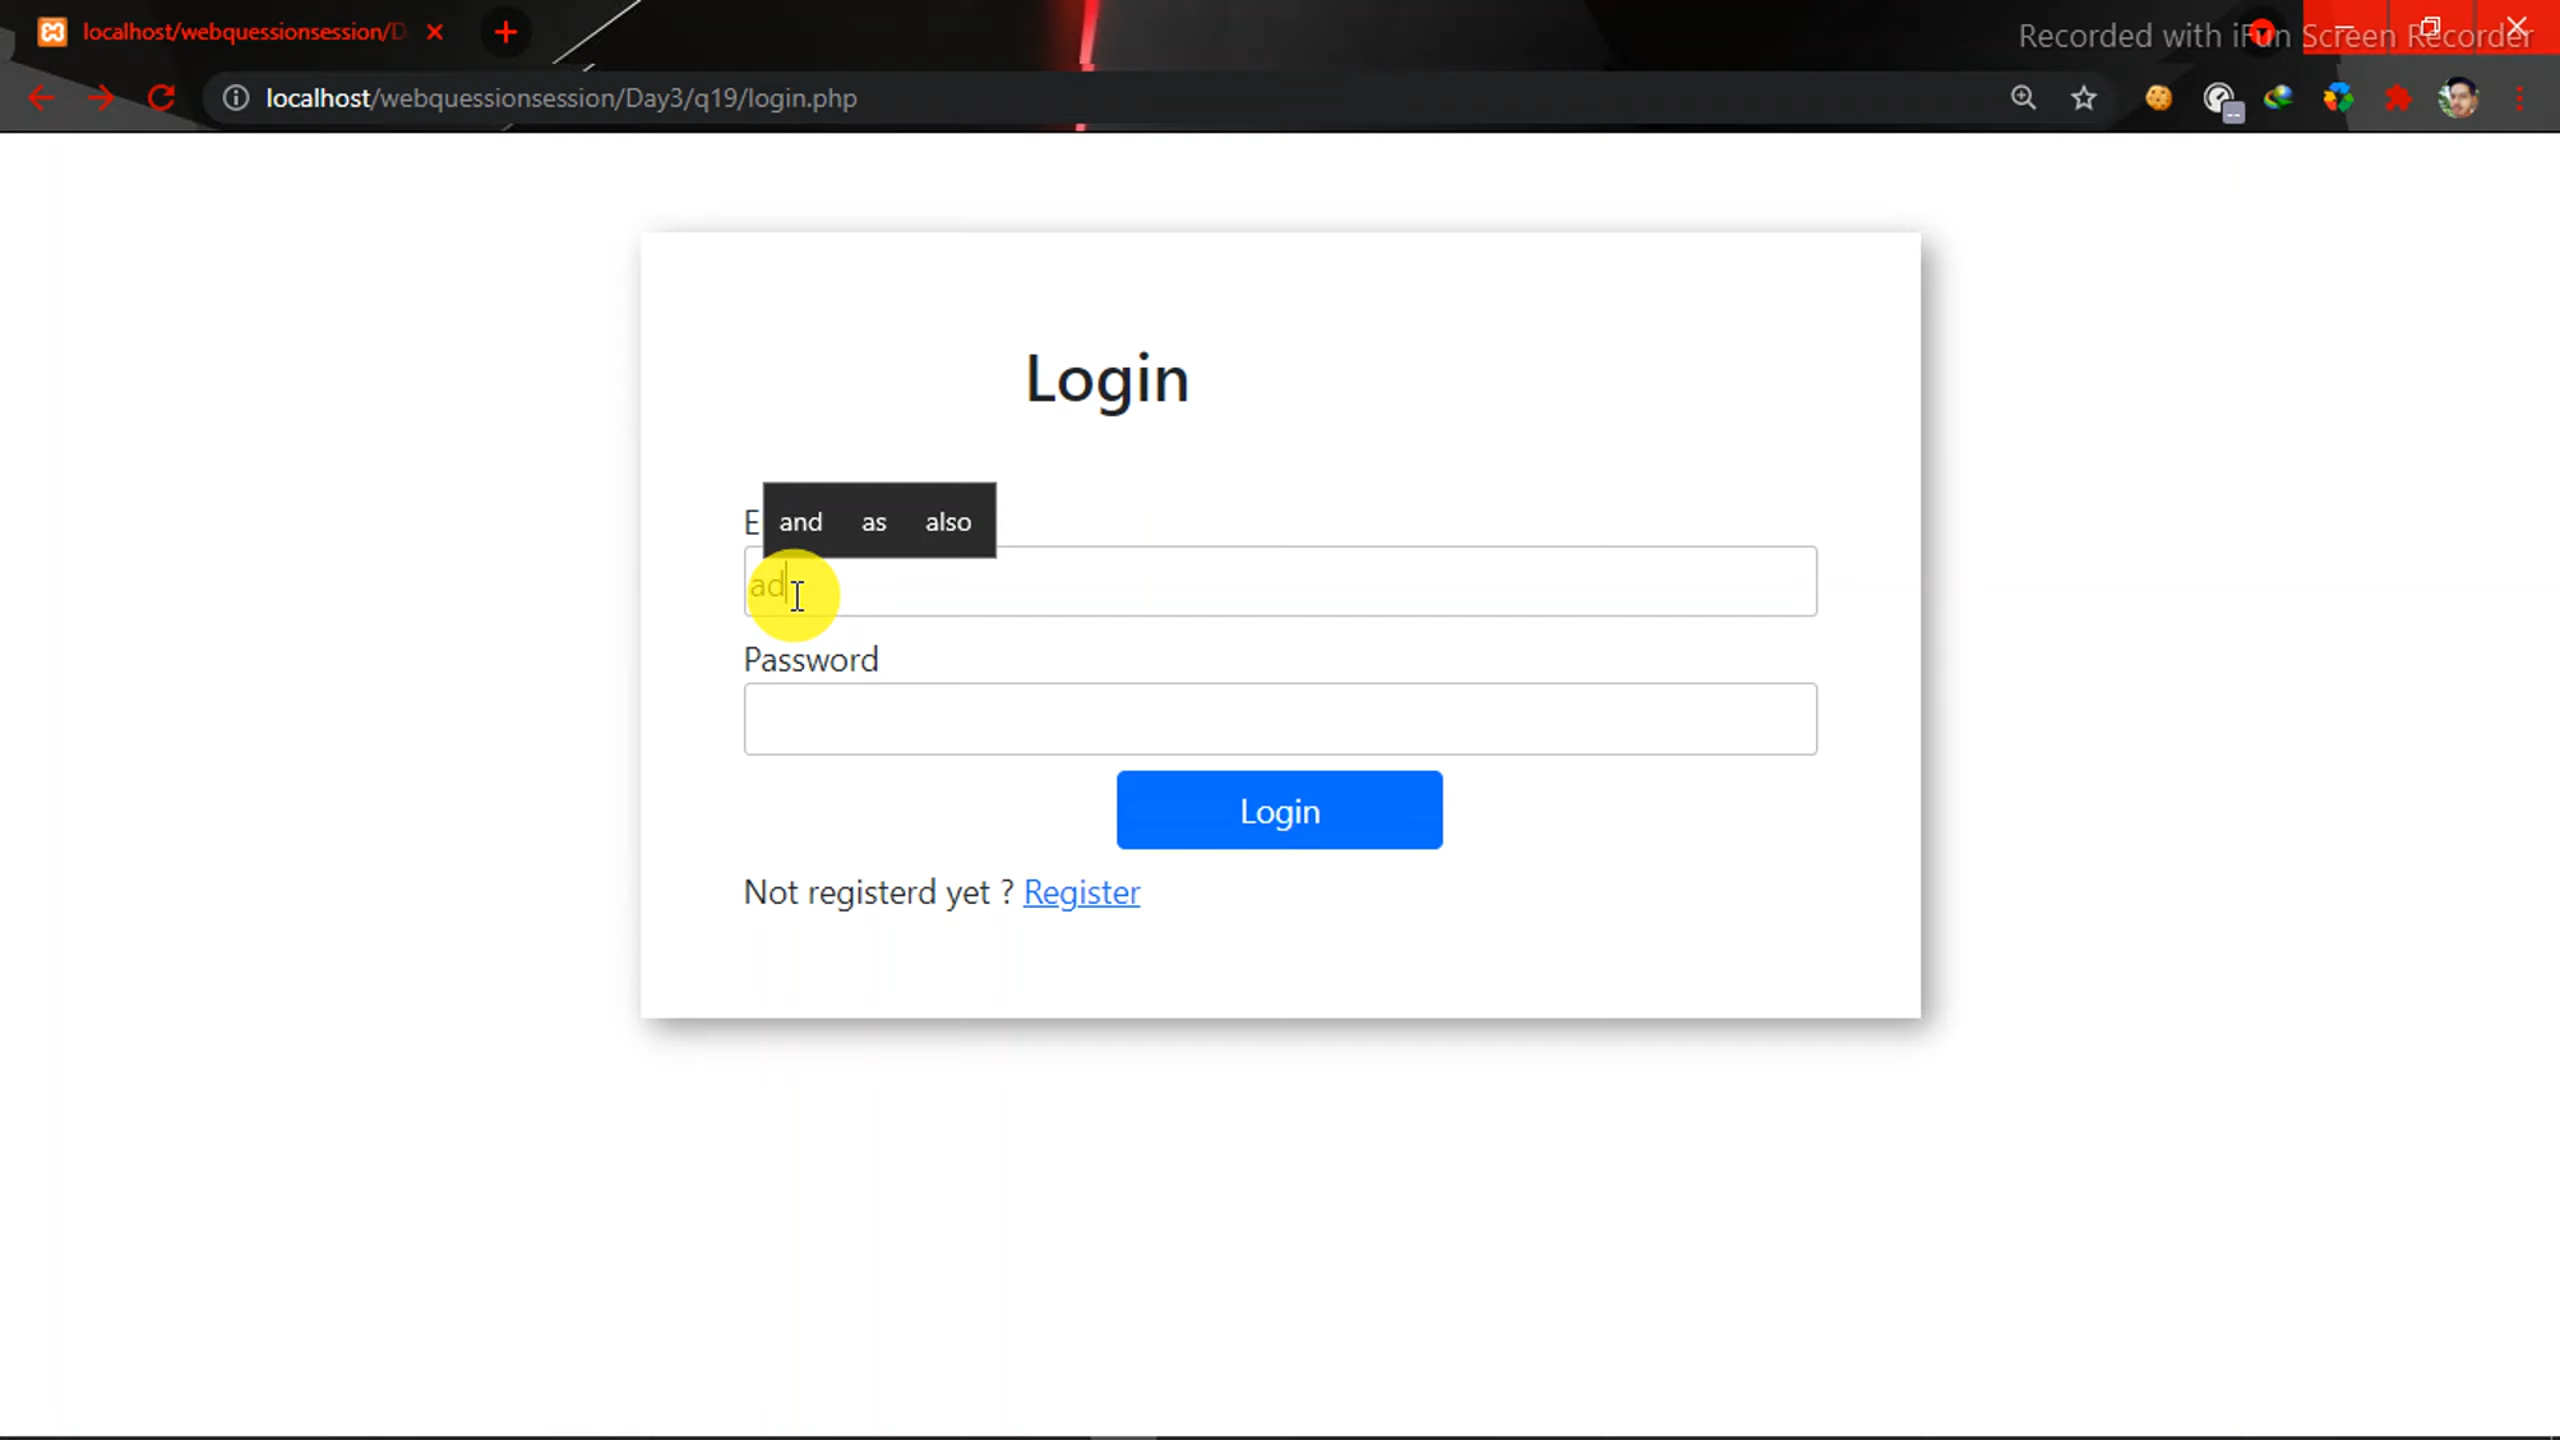 localhost/webquessionsession/D
Recorded with iFun Screen Recorder
localhost/webquessionsession/Day3/q19/login.php
Login
E
and as also
ad
Password
Login
Not registerd yet ? Register